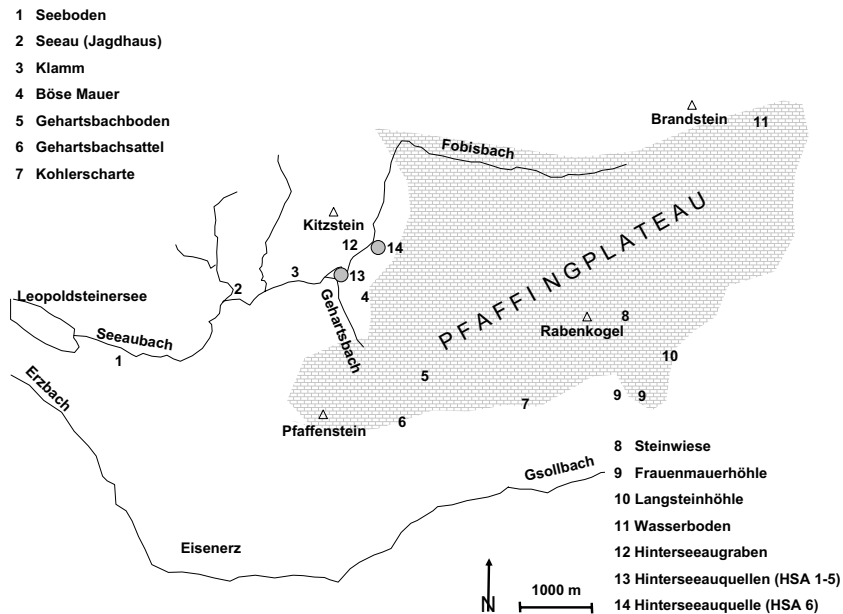 1 Seeboden
2 Seeau (Jagdhaus)
3 Klamm
4 Böse Mauer
5 Gehartsbachboden
6 Gehartsbachsattel
7 Kohlerscharte
Brandstein
11
Fobisbach
Kitzstein
12
14
13
3
2
4
Leopoldsteinersee
Gehartsbach
PFAFFINGPLATEAU
Rabenkogel
8
Seeaubach
1
10
Erzbach
5
9
9
7
6
Pfaffenstein
Gsollbach
Eisenerz
8 Steinwiese
9 Frauenmauerhöhle
10 Langsteinhöhle
11 Wasserboden
12 Hinterseeaugraben
13 Hinterseeauquellen (HSA 1-5)
14 Hinterseeauquelle (HSA 6)
N
1000 m